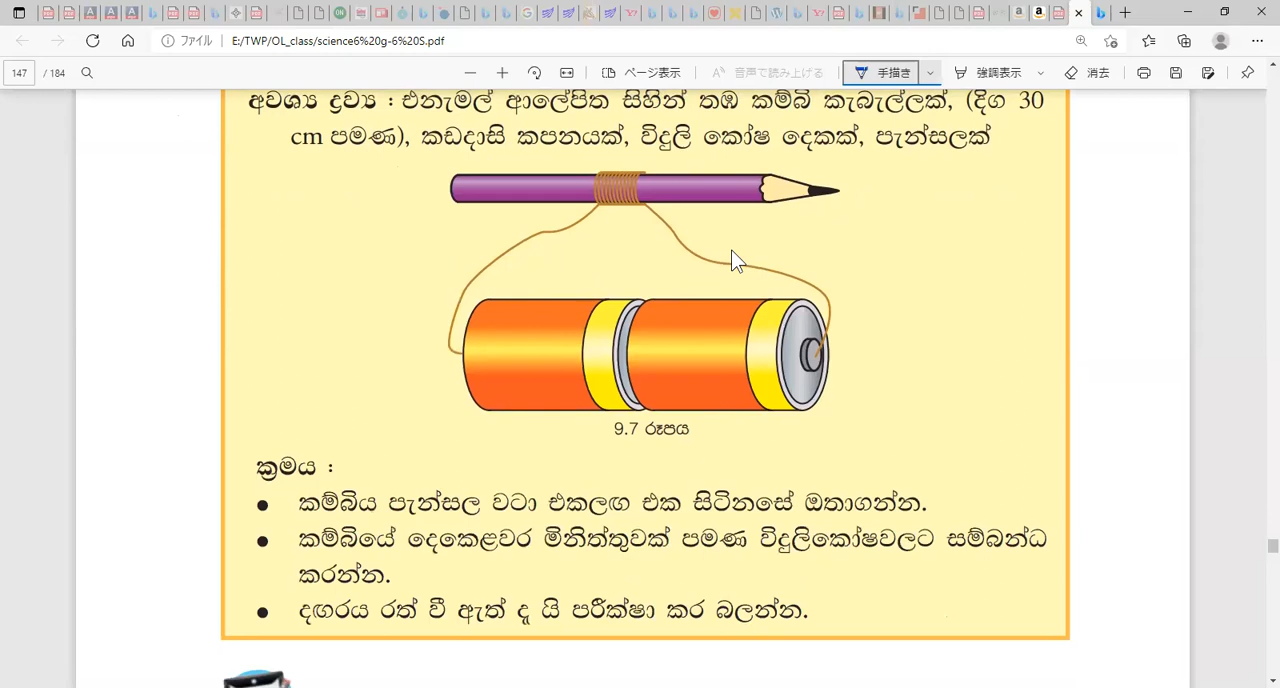 ファイル E:/TWP/OL_class/science6%20g-6%20S.pdf
147 / 184 ページ表示 音声で読み上げる 手描き 強調表示 消去
අවශ්‍ය ද්‍රව්‍ය : එනැමල් ආලේපිත සිහින් තඹ කම්බි කැබැල්ලක්, (දිග 30
cm පමණ), කඩදාසි කපනයක්, විදුලි කෝෂ දෙකක්, පැන්සලක්
9.7 රූපය
ක්‍රමය :
● කම්බිය පැන්සල වටා එකලඟ එක සිටිනසේ ඔතාගන්න.
● කම්බියේ දෙකෙළවර මිනිත්තුවක් පමණ විදුලිකෝෂවලට සම්බන්ධ
කරන්න.
● දඟරය රත් වී ඇත් ද යි පරීක්ෂා කර බලන්න.